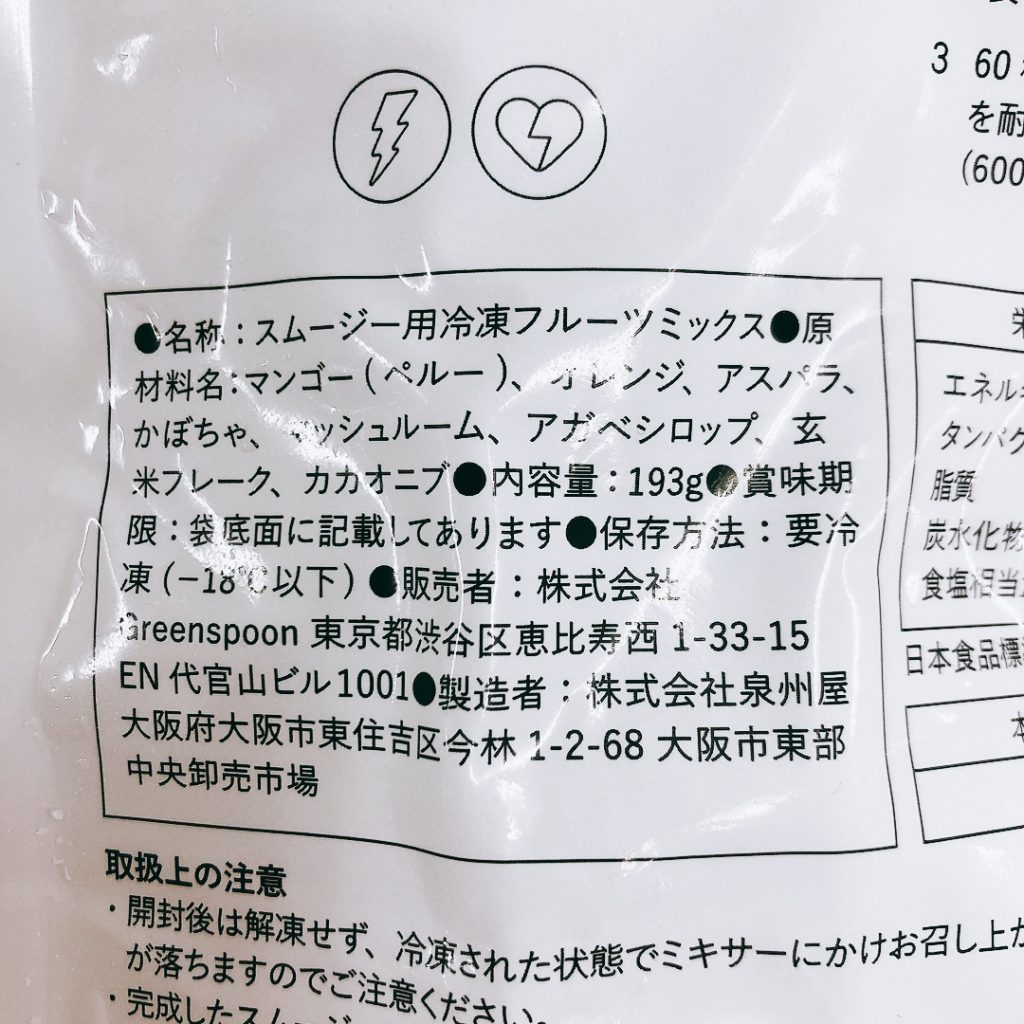 3 60
を耐
(600
●名称：スムージー用冷凍フルーツミックス●原
材料名：マンゴー(ペルー)、オレンジ、アスパラ、
かぼちゃ、マッシュルーム、アガベシロップ、玄
米フレーク、カカオニブ●内容量：193g●賞味期
限：袋底面に記載してあります●保存方法：要冷
凍(−18℃以下)●販売者：株式会社
Greenspoon 東京都渋谷区恵比寿西 1-33-15
EN 代官山ビル1001●製造者：株式会社泉州屋
大阪府大阪市東住吉区今林 1-2-68 大阪市東部
中央卸売市場
エネル
タンパク
脂質
炭水化物
食塩相当
日本食品標
取扱上の注意
・開封後は解凍せず、冷凍された状態でミキサーにかけお召し上が
が落ちますのでご注意ください。
・完成したスムージー